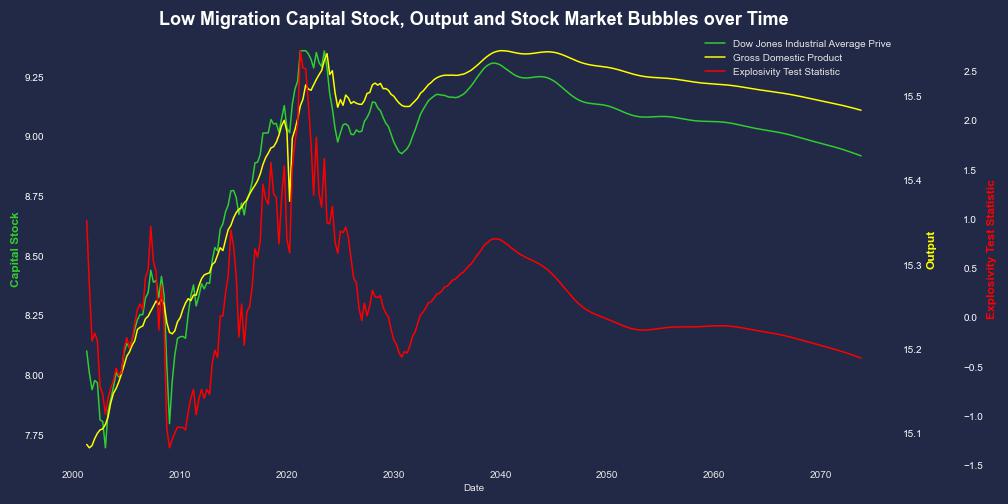 Low Migration Capital Stock, Output and Stock Market Bubbles over Time
Dow Jones Industrial Average Prive
Gross Domestic Product
Explosivity Test Statistic
Capital Stock
9.25
9.00
8.75
8.50
8.25
8.00
7.75
Output
15.5
15.4
15.3
15.2
15.1
Explosivity Test Statistic
2.5
2.0
1.5
1.0
0.5
0.0
−0.5
−1.0
−1.5
2000 2010 2020 2030 2040 2050 2060 2070
Date